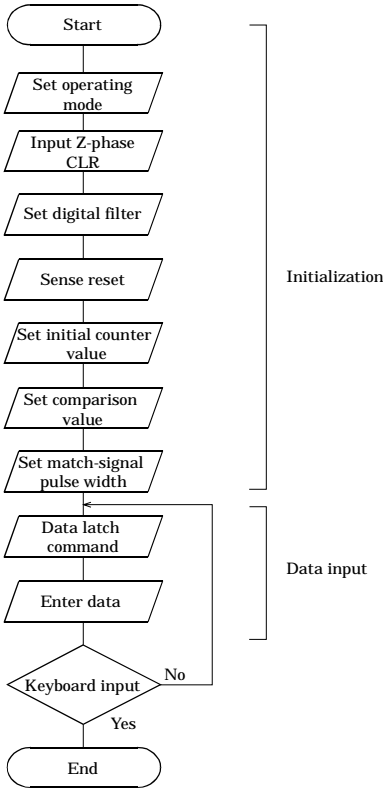 Start
Set operating
mode
Input Z-phase
CLR
Set digital filter
Sense reset
Initialization
Set initial counter
value
Set comparison
value
Set match-signal
pulse width
Data latch
command
Data input
Enter data
Keyboard input
No
Yes
End